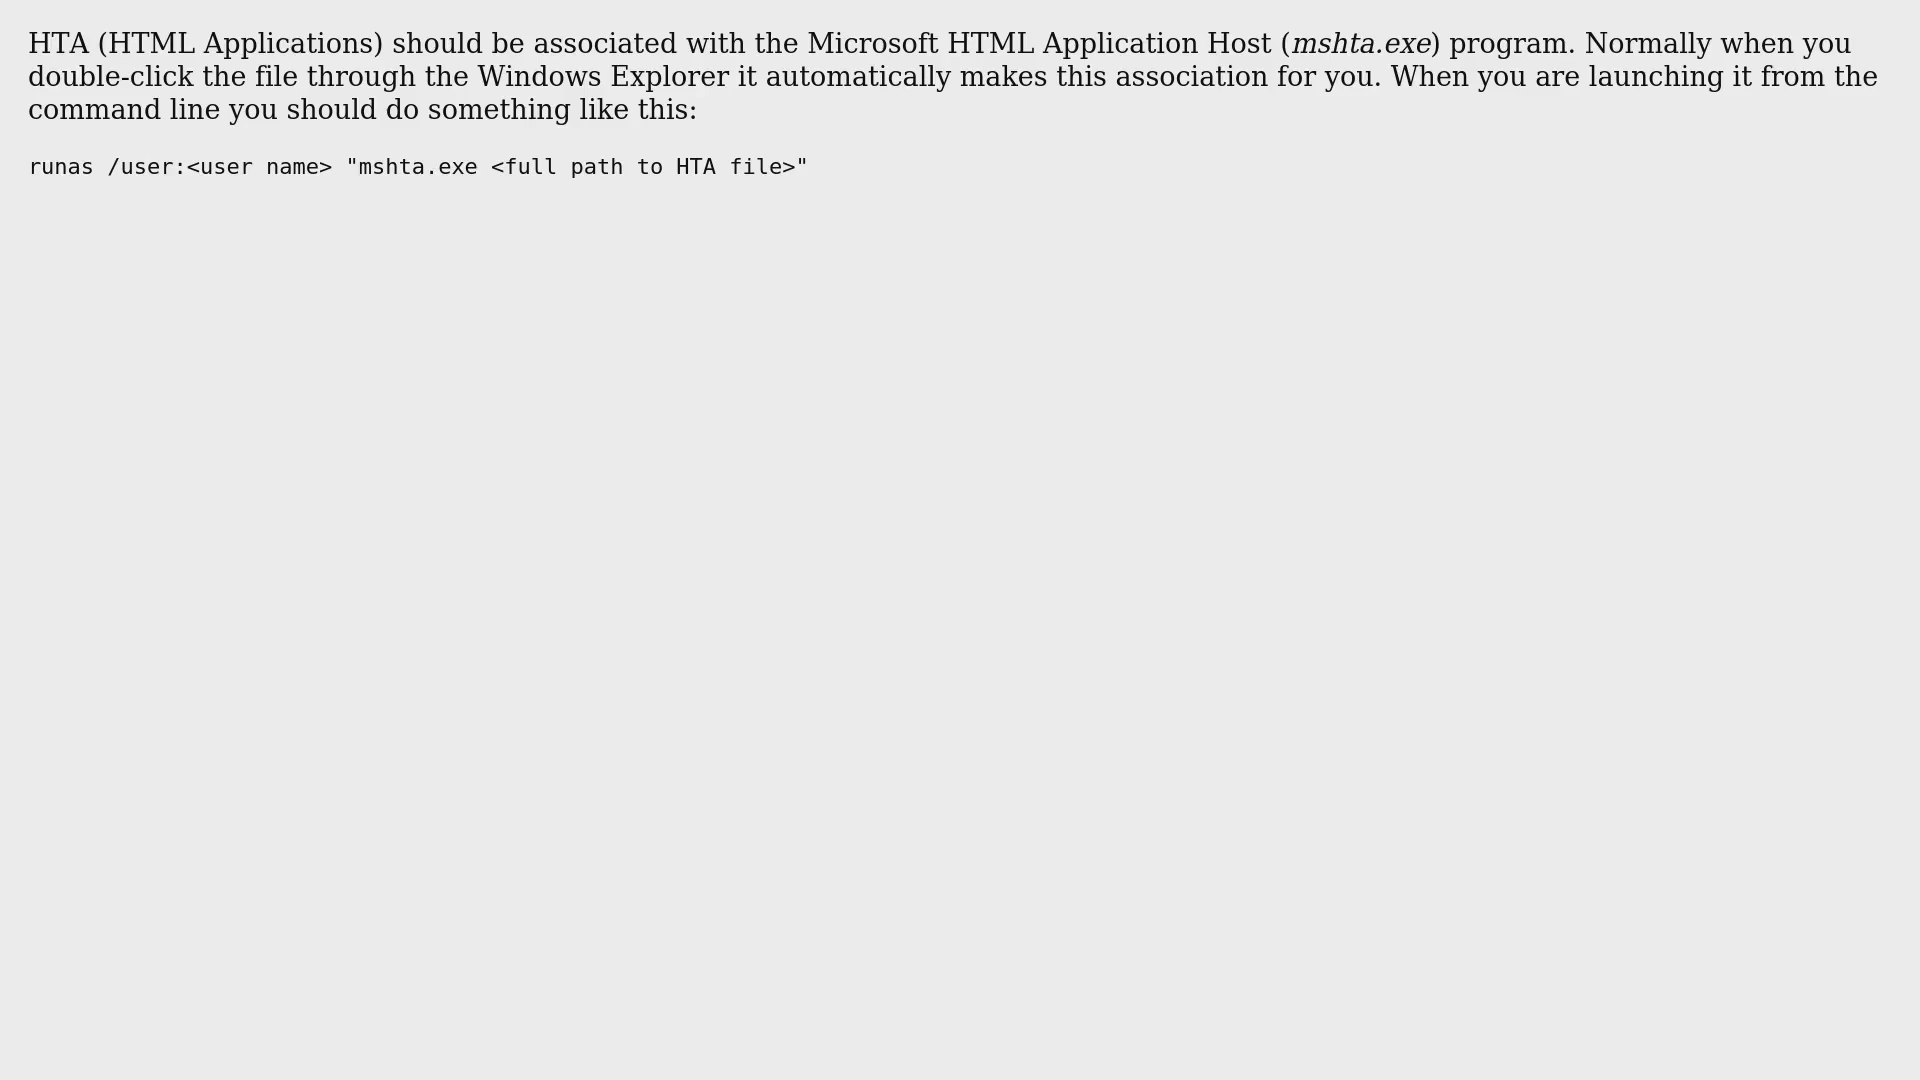 HTA (HTML Applications) should be associated with the Microsoft HTML Application Host (mshta.exe) program. Normally when you
double-click the file through the Windows Explorer it automatically makes this association for you. When you are launching it from the
command line you should do something like this:
runas /user:<user name> "mshta.exe <full path to HTA file>"